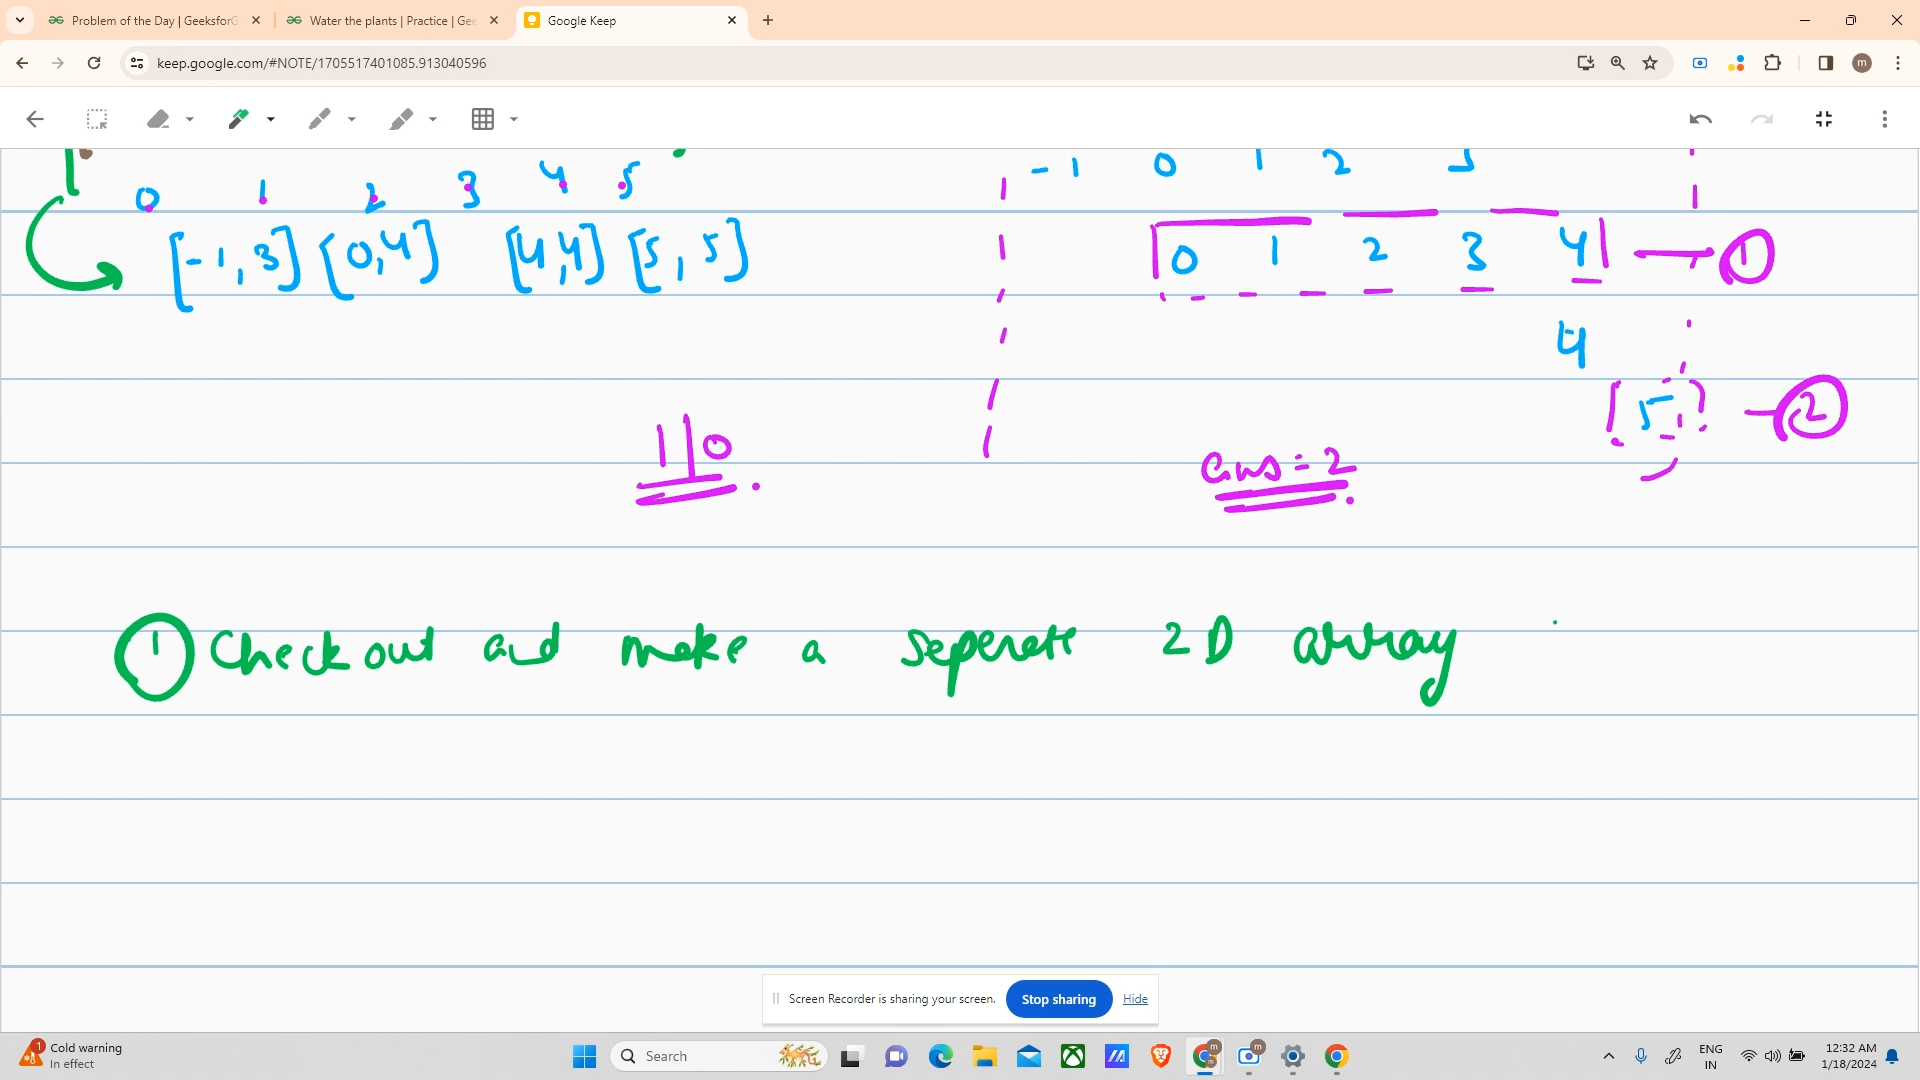 Problem of the Day | GeeksforG
Water the plants | Practice | Gee
Google Keep
keep.google.com/#NOTE/1705517401085.913040596
m
-1 0 1 2 3
0 1 2 3 4 5
[-1, 3] [0, 4] [4, 4] [5, 5]
0 1 2 3 4 1
4
5 2
110
ans = 2
1 Checkout and make a seperate 2D array
Screen Recorder is sharing your screen.
Stop sharing
Hide
1
Cold warning
In effect
Search
ENG
IN
12:32 AM
1/18/2024